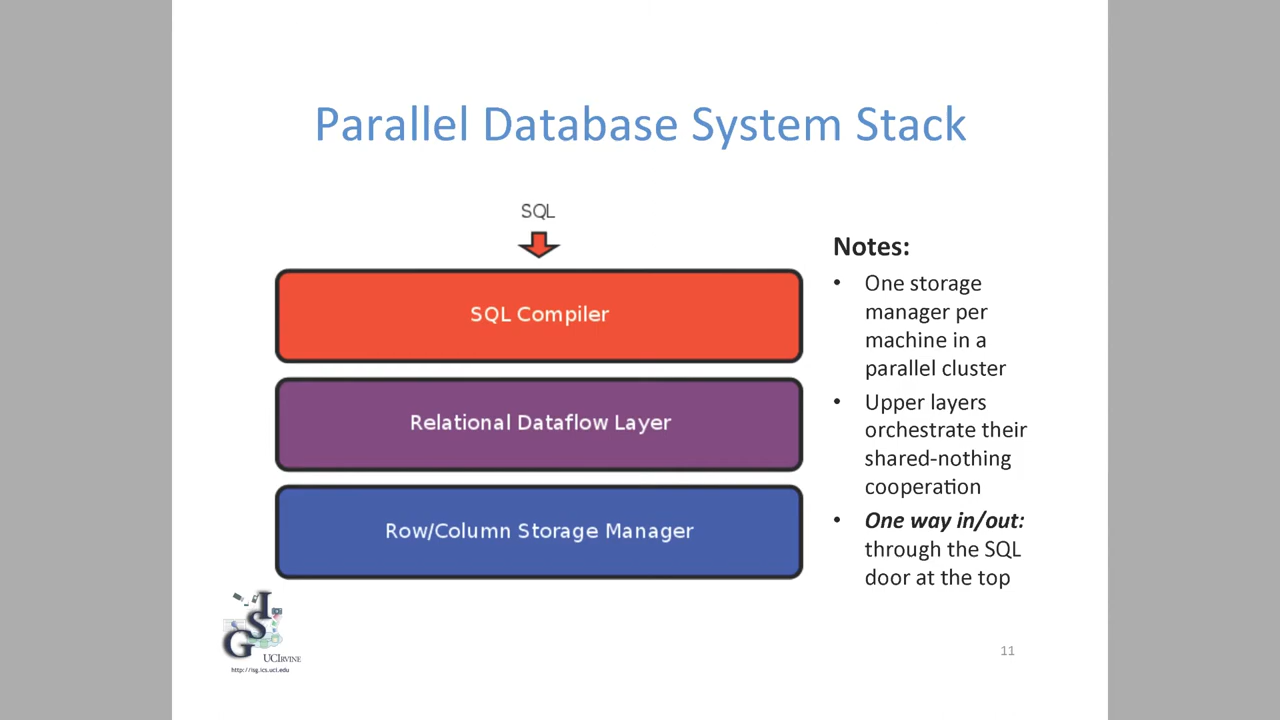 Parallel Database System Stack
SQL
SQL Compiler
Relational Dataflow Layer
Row/Column Storage Manager
Notes:
• One storage
manager per
machine in a
parallel cluster
• Upper layers
orchestrate their
shared-nothing
cooperation
• One way in/out:
through the SQL
door at the top
ISG
UCIRVINE
http://isg.ics.uci.edu
11